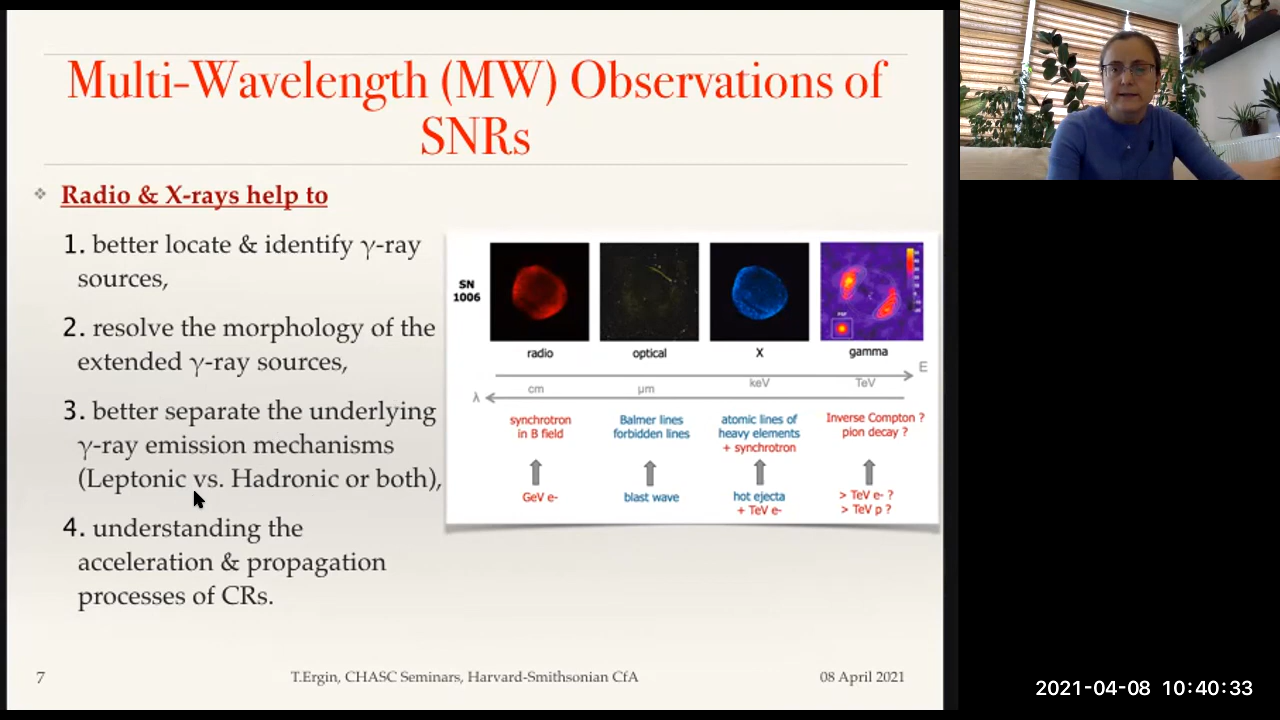 Multi-Wavelength (MW) Observations of
SNRs
❖ Radio & X-rays help to
1. better locate & identify γ-ray
sources,
2. resolve the morphology of the
extended γ-ray sources,
3. better separate the underlying
γ-ray emission mechanisms
(Leptonic vs. Hadronic or both),
4. understanding the
acceleration & propagation
processes of CRs.
SN
1006
radio optical X gamma
E
cm μm keV TeV
λ
synchrotron
in B field
Balmer lines
forbidden lines
atomic lines of
heavy elements
+ synchrotron
Inverse Compton ?
pion decay ?
GeV e-
blast wave
hot ejecta
+ TeV e-
> TeV e- ?
> TeV p ?
7 T.Ergin, CHASC Seminars, Harvard-Smithsonian CfA 08 April 2021
2021-04-08 10:40:33